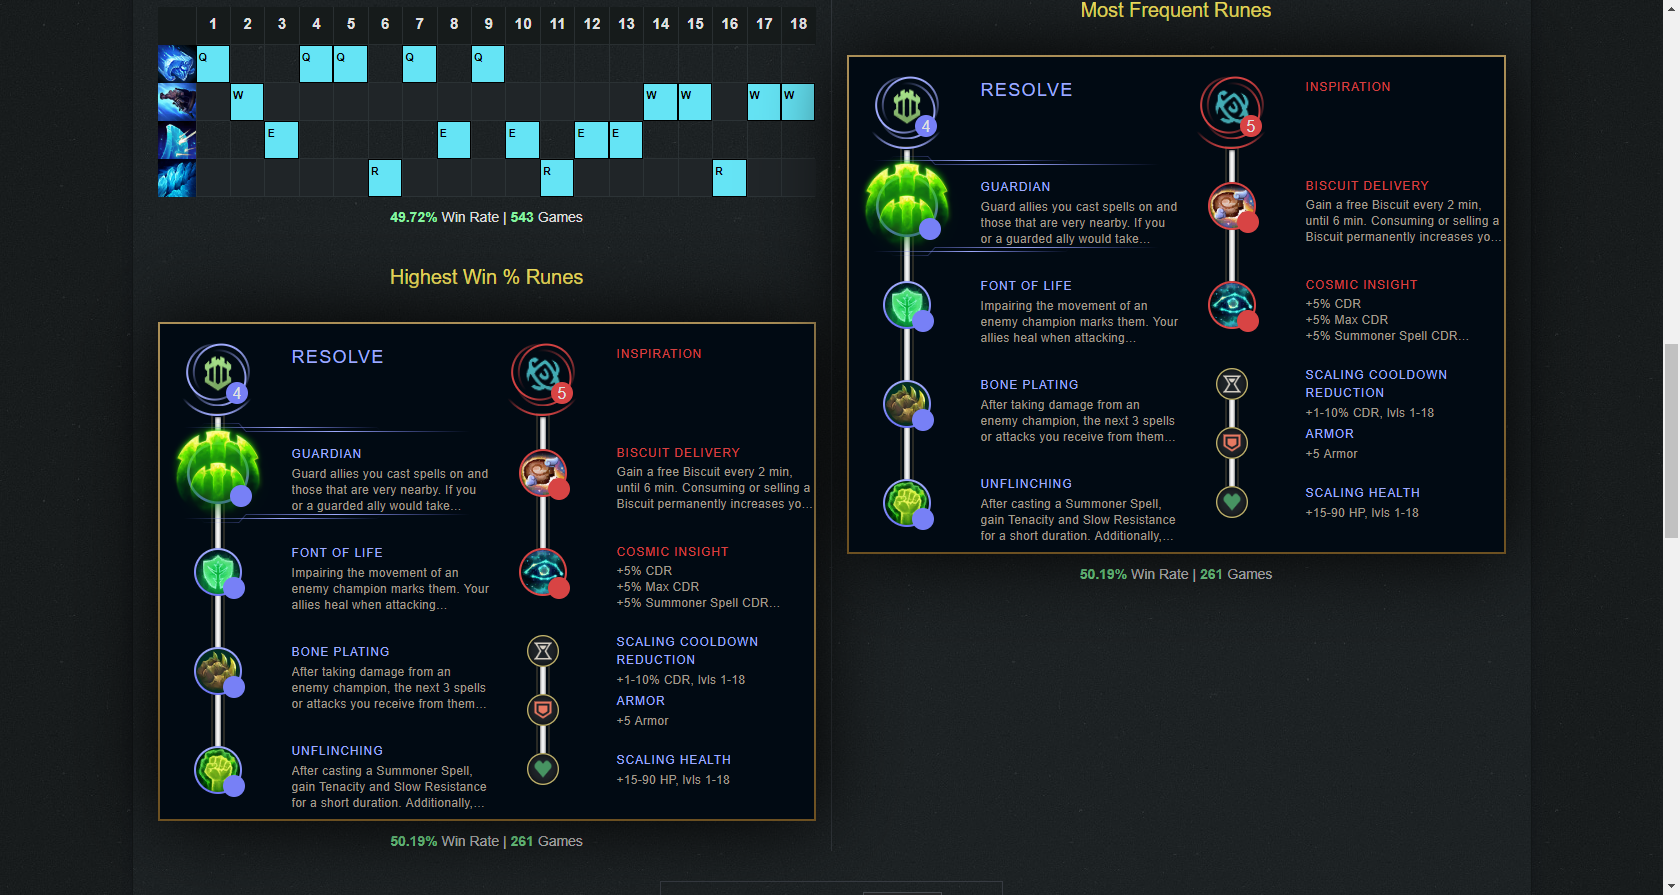 1 2 3 4 5 6 7 8 9 10 11 12 13 14 15 16 17 18
Q Q Q Q Q
W W W W W
E E E E E
R R R
49.72% Win Rate | 543 Games
Highest Win % Runes
4
RESOLVE
GUARDIAN
Guard allies you cast spells on and
those that are very nearby. If you
or a guarded ally would take...
FONT OF LIFE
Impairing the movement of an
enemy champion marks them. Your
allies heal when attacking...
BONE PLATING
After taking damage from an
enemy champion, the next 3 spells
or attacks you receive from them...
UNFLINCHING
After casting a Summoner Spell,
gain Tenacity and Slow Resistance
for a short duration. Additionally,...
5
INSPIRATION
BISCUIT DELIVERY
Gain a free Biscuit every 2 min,
until 6 min. Consuming or selling a
Biscuit permanently increases yo...
COSMIC INSIGHT
+5% CDR
+5% Max CDR
+5% Summoner Spell CDR...
SCALING COOLDOWN
REDUCTION
+1-10% CDR, lvls 1-18
ARMOR
+5 Armor
SCALING HEALTH
+15-90 HP, lvls 1-18
50.19% Win Rate | 261 Games
Most Frequent Runes
4
RESOLVE
GUARDIAN
Guard allies you cast spells on and
those that are very nearby. If you
or a guarded ally would take...
FONT OF LIFE
Impairing the movement of an
enemy champion marks them. Your
allies heal when attacking...
BONE PLATING
After taking damage from an
enemy champion, the next 3 spells
or attacks you receive from them...
UNFLINCHING
After casting a Summoner Spell,
gain Tenacity and Slow Resistance
for a short duration. Additionally,...
5
INSPIRATION
BISCUIT DELIVERY
Gain a free Biscuit every 2 min,
until 6 min. Consuming or selling a
Biscuit permanently increases yo...
COSMIC INSIGHT
+5% CDR
+5% Max CDR
+5% Summoner Spell CDR...
SCALING COOLDOWN
REDUCTION
+1-10% CDR, lvls 1-18
ARMOR
+5 Armor
SCALING HEALTH
+15-90 HP, lvls 1-18
50.19% Win Rate | 261 Games